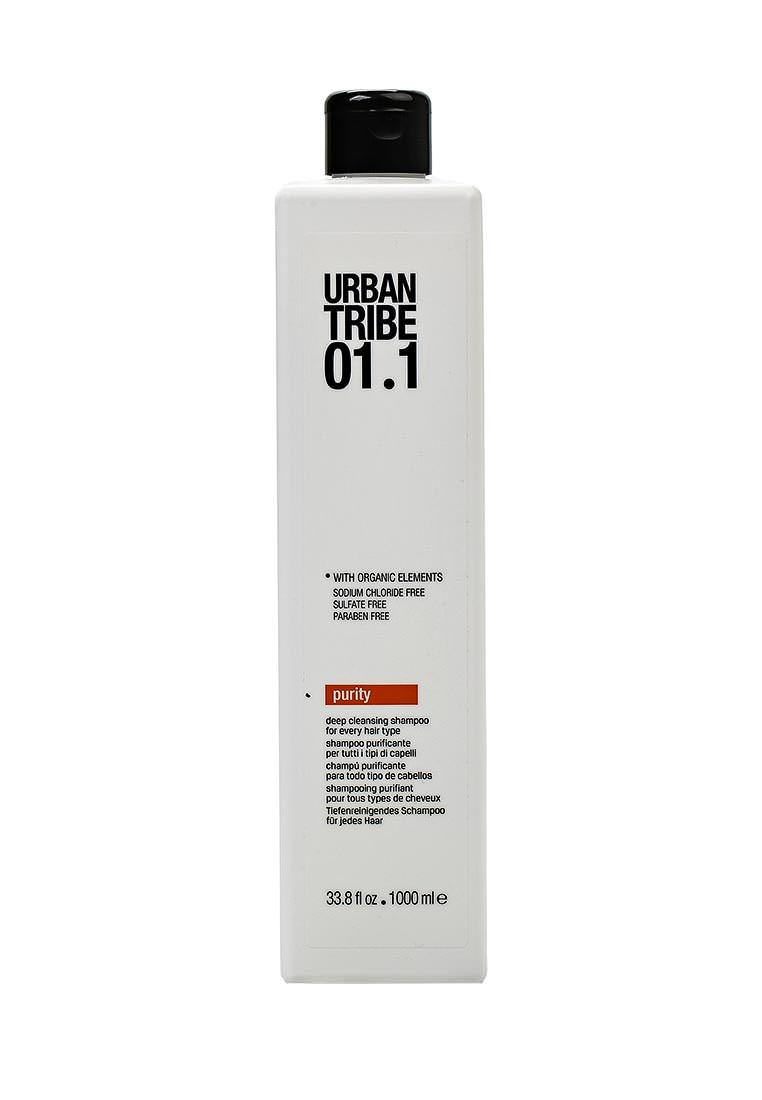 URBAN
TRIBE
01.1
• WITH ORGANIC ELEMENTS
SODIUM CHLORIDE FREE
SULFATE FREE
PARABEN FREE
purity
deep cleansing shampoo
for every hair type
shampoo purificante
per tutti i tipi di capelli
champú purificante
para todo tipo de cabellos
shampooing purifiant
pour tous types de cheveux
Tiefenreinigendes Schampoo
für jedes Haar
33.8 fl oz . 1000 ml ℮